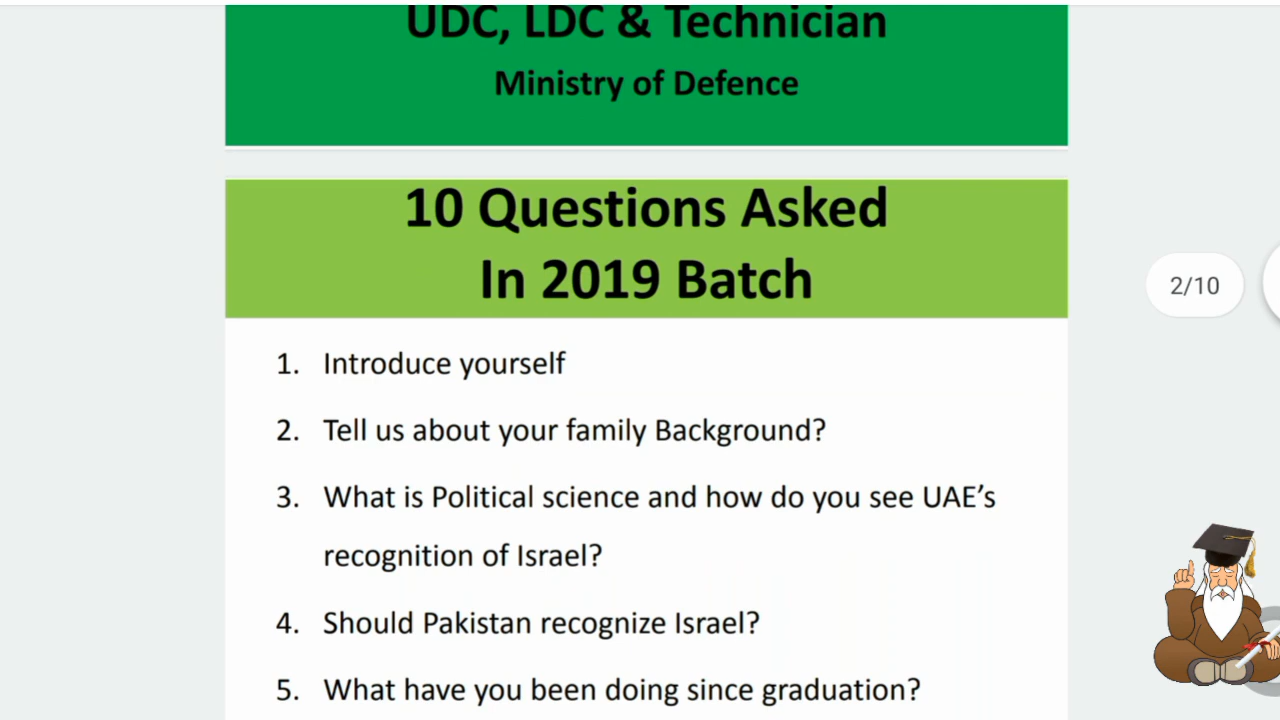 UDC, LDC & Technician
Ministry of Defence
10 Questions Asked
In 2019 Batch
2/10
1. Introduce yourself
2. Tell us about your family Background?
3. What is Political science and how do you see UAE’s
recognition of Israel?
4. Should Pakistan recognize Israel?
5. What have you been doing since graduation?